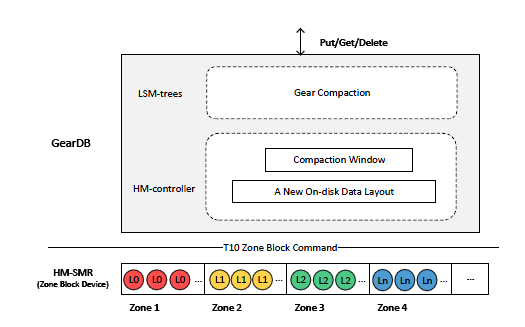 Put/Get/Delete
LSM-trees
Gear Compaction
GearDB
Compaction Window
HM-controller
A New On-disk Data Layout
T10 Zone Block Command
HM-SMR
(Zone Block Device)
L0 L0 L0 ... L1 L1 L1 ... L2 L2 L2 ... Ln Ln Ln ... ...
Zone 1 Zone 2 Zone 3 Zone 4